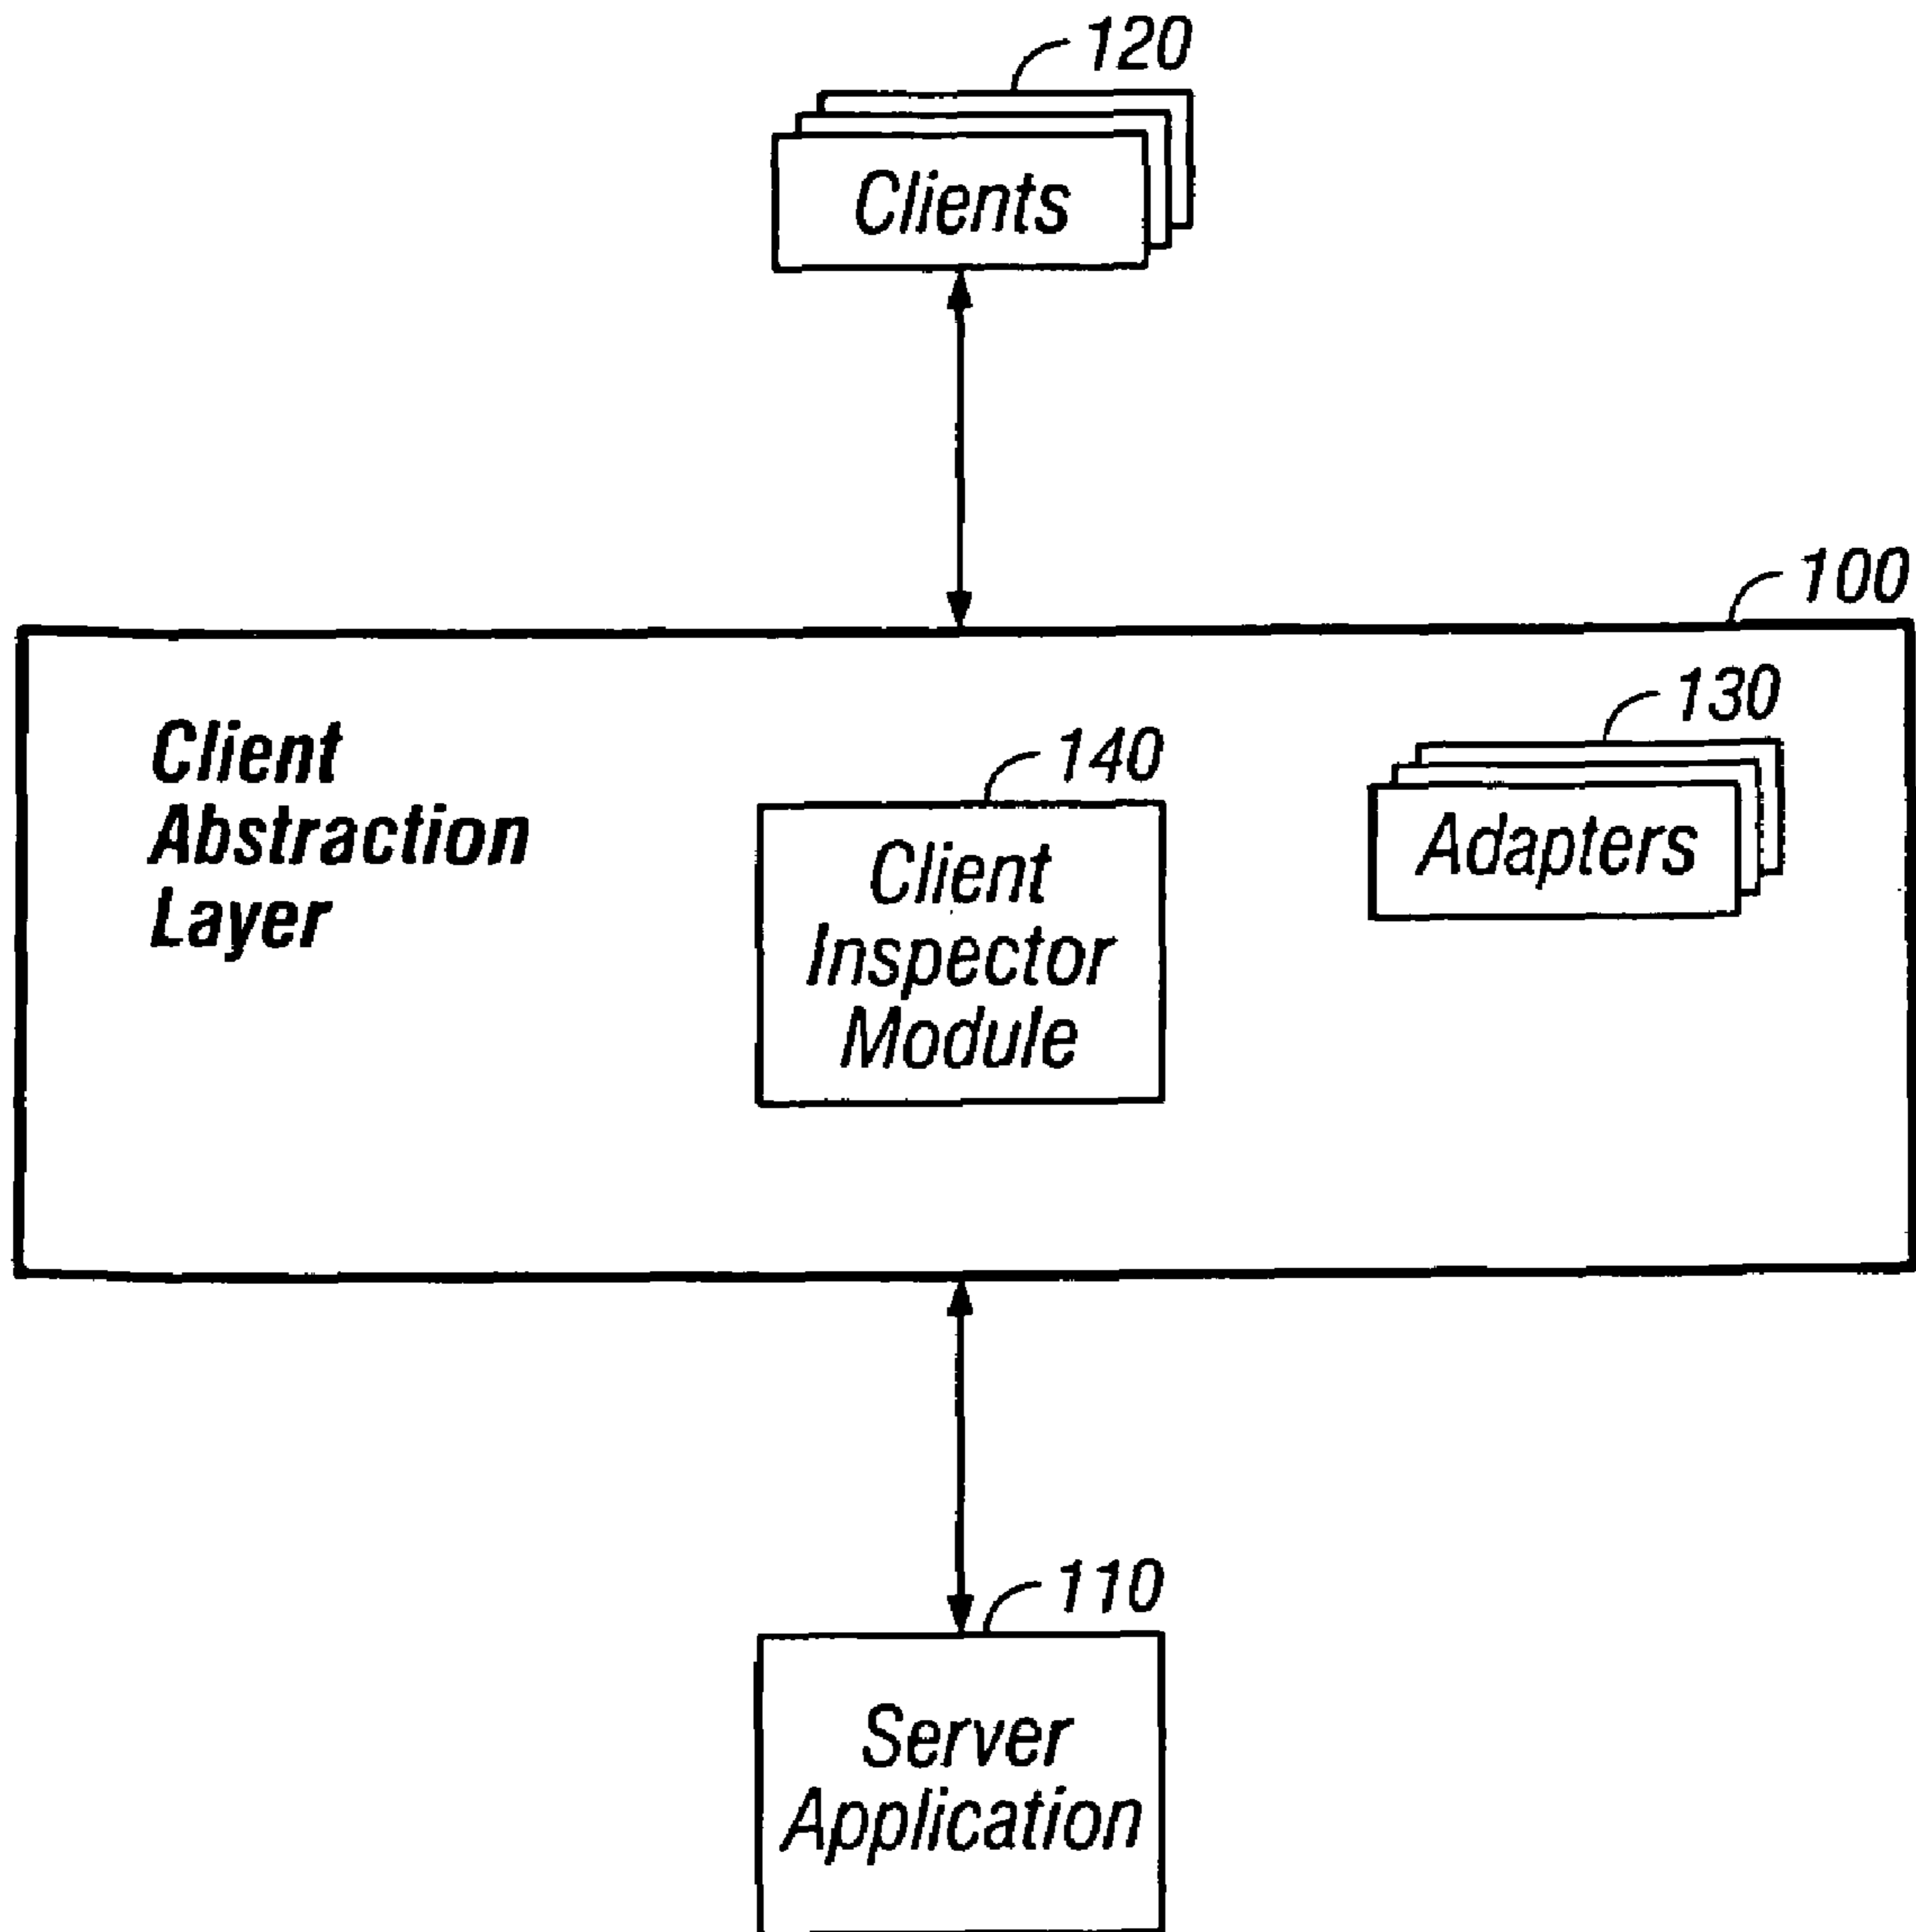 120
Clients
100
130
Client
Abstraction
Layer
140
Client
Inspector
Module
Adapters
110
Server
Application